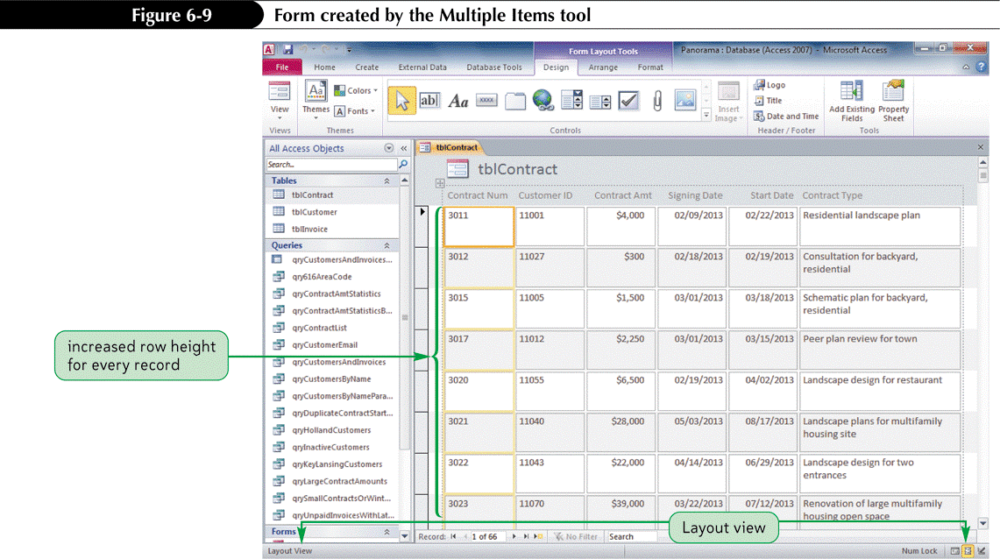 Figure 6-9 Form created by the Multiple Items tool
A
Form Layout Tools
Panorama : Database (Access 2007) - Microsoft Access
File Home Create External Data Database Tools Design Arrange Format
View
Views
Aa
Themes
Colors
A Fonts
Themes
ab|
Aa
xxxx
Controls
Insert
Image
Logo
Title
Date and Time
Header / Footer
Add Existing
Fields
Property
Sheet
Tools
All Access Objects
Search...
Tables
tblContract
tblCustomer
tblInvoice
Queries
qryCustomersAndInvoices...
qry616AreaCode
qryContractAmtStatistics
qryContractAmtStatisticsB...
qryContractList
qryCustomerEmail
qryCustomersAndInvoices
qryCustomersByName
qryCustomersByNamePara...
qryDuplicateContractStart...
qryHollandCustomers
qryInactiveCustomers
qryKeyLansingCustomers
qryLargeContractAmounts
qrySmallContractsOrWint...
qryUnpaidInvoicesWithLat...
Forms
increased row height
for every record
tblContract
tblContract
Contract Num Customer ID Contract Amt Signing Date Start Date Contract Type
3011 11001 $4,000 02/09/2013 02/22/2013 Residential landscape plan
3012 11027 $300 02/18/2013 02/19/2013 Consultation for backyard,
residential
3015 11005 $1,500 03/01/2013 03/18/2013 Schematic plan for backyard,
residential
3017 11012 $2,250 03/01/2013 03/15/2013 Peer plan review for town
3020 11055 $6,500 02/19/2013 04/02/2013 Landscape design for restaurant
3021 11040 $28,000 05/03/2013 08/17/2013 Landscape plans for multifamily
housing site
3022 11043 $22,000 04/14/2013 06/29/2013 Landscape design for two
entrances
3023 11070 $39,000 03/22/2013 07/12/2013 Renovation of large multifamily
housing open space
Record: 1 of 66 No Filter Search
Layout view
Layout View
Num Lock